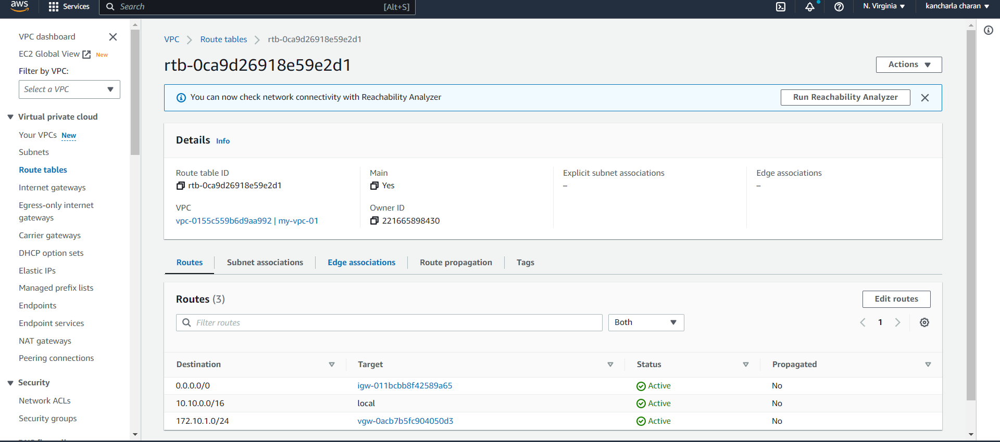 aws
Services
Search
[Alt+S]
N. Virginia
kancharla charan
VPC dashboard
EC2 Global View New
Filter by VPC:
Select a VPC
Virtual private cloud
Your VPCs New
Subnets
Route tables
Internet gateways
Egress-only internet
gateways
Carrier gateways
DHCP option sets
Elastic IPs
Managed prefix lists
Endpoints
Endpoint services
NAT gateways
Peering connections
Security
Network ACLs
Security groups
VPC
Route tables
rtb-0ca9d26918e59e2d1
rtb-0ca9d26918e59e2d1
Actions
You can now check network connectivity with Reachability Analyzer
Run Reachability Analyzer
Details Info
Route table ID
rtb-0ca9d26918e59e2d1
Main
Yes
Explicit subnet associations
–
Edge associations
–
VPC
vpc-0155c559b6d9aa992 | my-vpc-01
Owner ID
221665898430
Routes
Subnet associations
Edge associations
Route propagation
Tags
Routes (3)
Edit routes
Filter routes
Both
1
Destination Target Status Propagated
0.0.0.0/0 igw-011bcbb8f42589a65 Active No
10.10.0.0/16 local Active No
172.10.1.0/24 vgw-0acb7b5fc904050d3 Active No